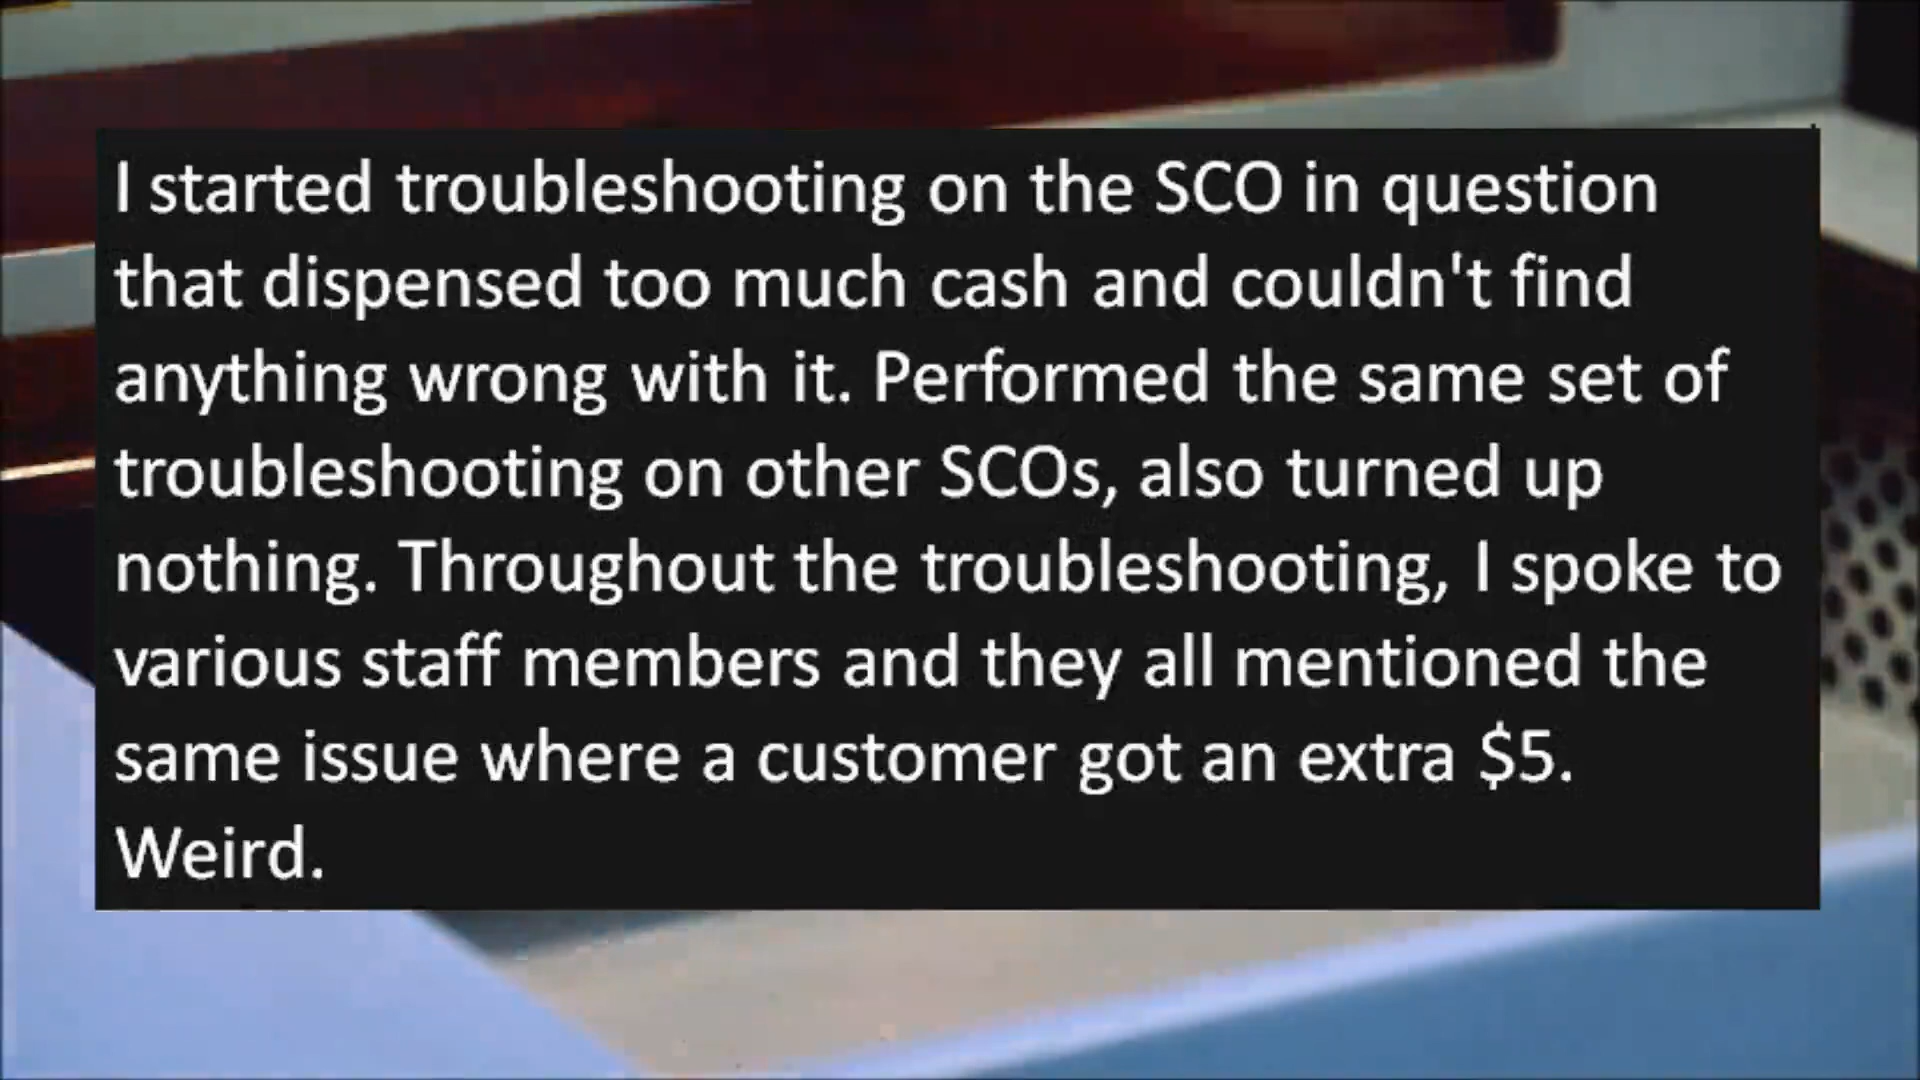 I started troubleshooting on the SCO in question
that dispensed too much cash and couldn't find
anything wrong with it. Performed the same set of
troubleshooting on other SCOs, also turned up
nothing. Throughout the troubleshooting, I spoke to
various staff members and they all mentioned the
same issue where a customer got an extra $5.
Weird.